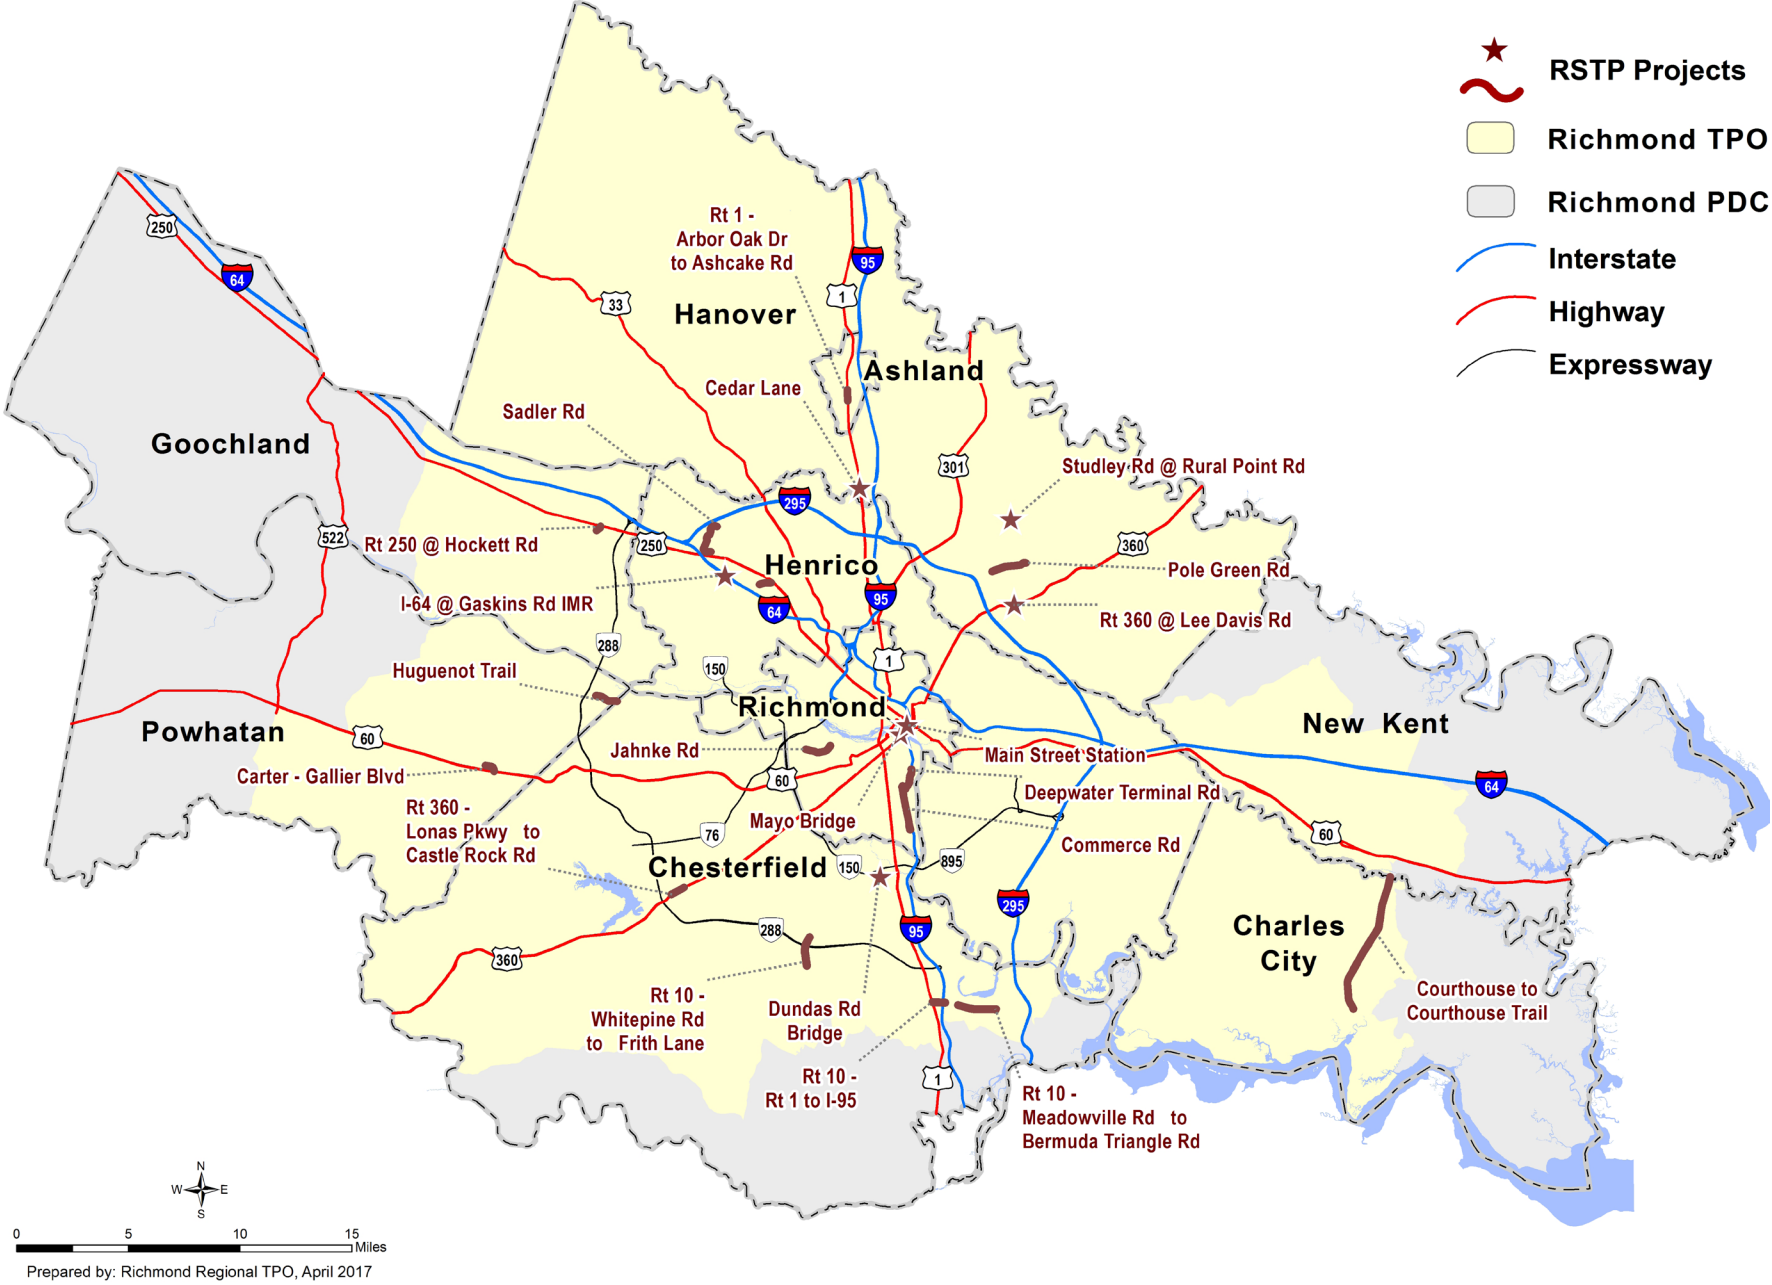 RSTP Projects
Richmond TPO
Richmond PDC
Interstate
Highway
Expressway
250
64
Rt 1 -
Arbor Oak Dr
to Ashcake Rd
95
1
33
Hanover
Ashland
Cedar Lane
Sadler Rd
Goochland
301
Studley Rd @ Rural Point Rd
295
522
Rt 250 @ Hockett Rd
250
360
Henrico
Pole Green Rd
I-64 @ Gaskins Rd IMR
64
95
Rt 360 @ Lee Davis Rd
288
Huguenot Trail
150
1
Richmond
New Kent
Powhatan
60
Jahnke Rd
Main Street Station
Carter - Gallier Blvd
60
64
Deepwater Terminal Rd
Rt 360 -
Lonas Pkwy to
Castle Rock Rd
Mayo Bridge
76
60
Commerce Rd
Chesterfield
150
895
295
288
95
Charles
City
360
Rt 10 -
Whitepine Rd
to Frith Lane
Dundas Rd
Bridge
Courthouse to
Courthouse Trail
Rt 10 -
Rt 1 to I-95
1
Rt 10 -
Meadowville Rd to
Bermuda Triangle Rd
N
W E
S
0 5 10 15
Miles
Prepared by: Richmond Regional TPO, April 2017